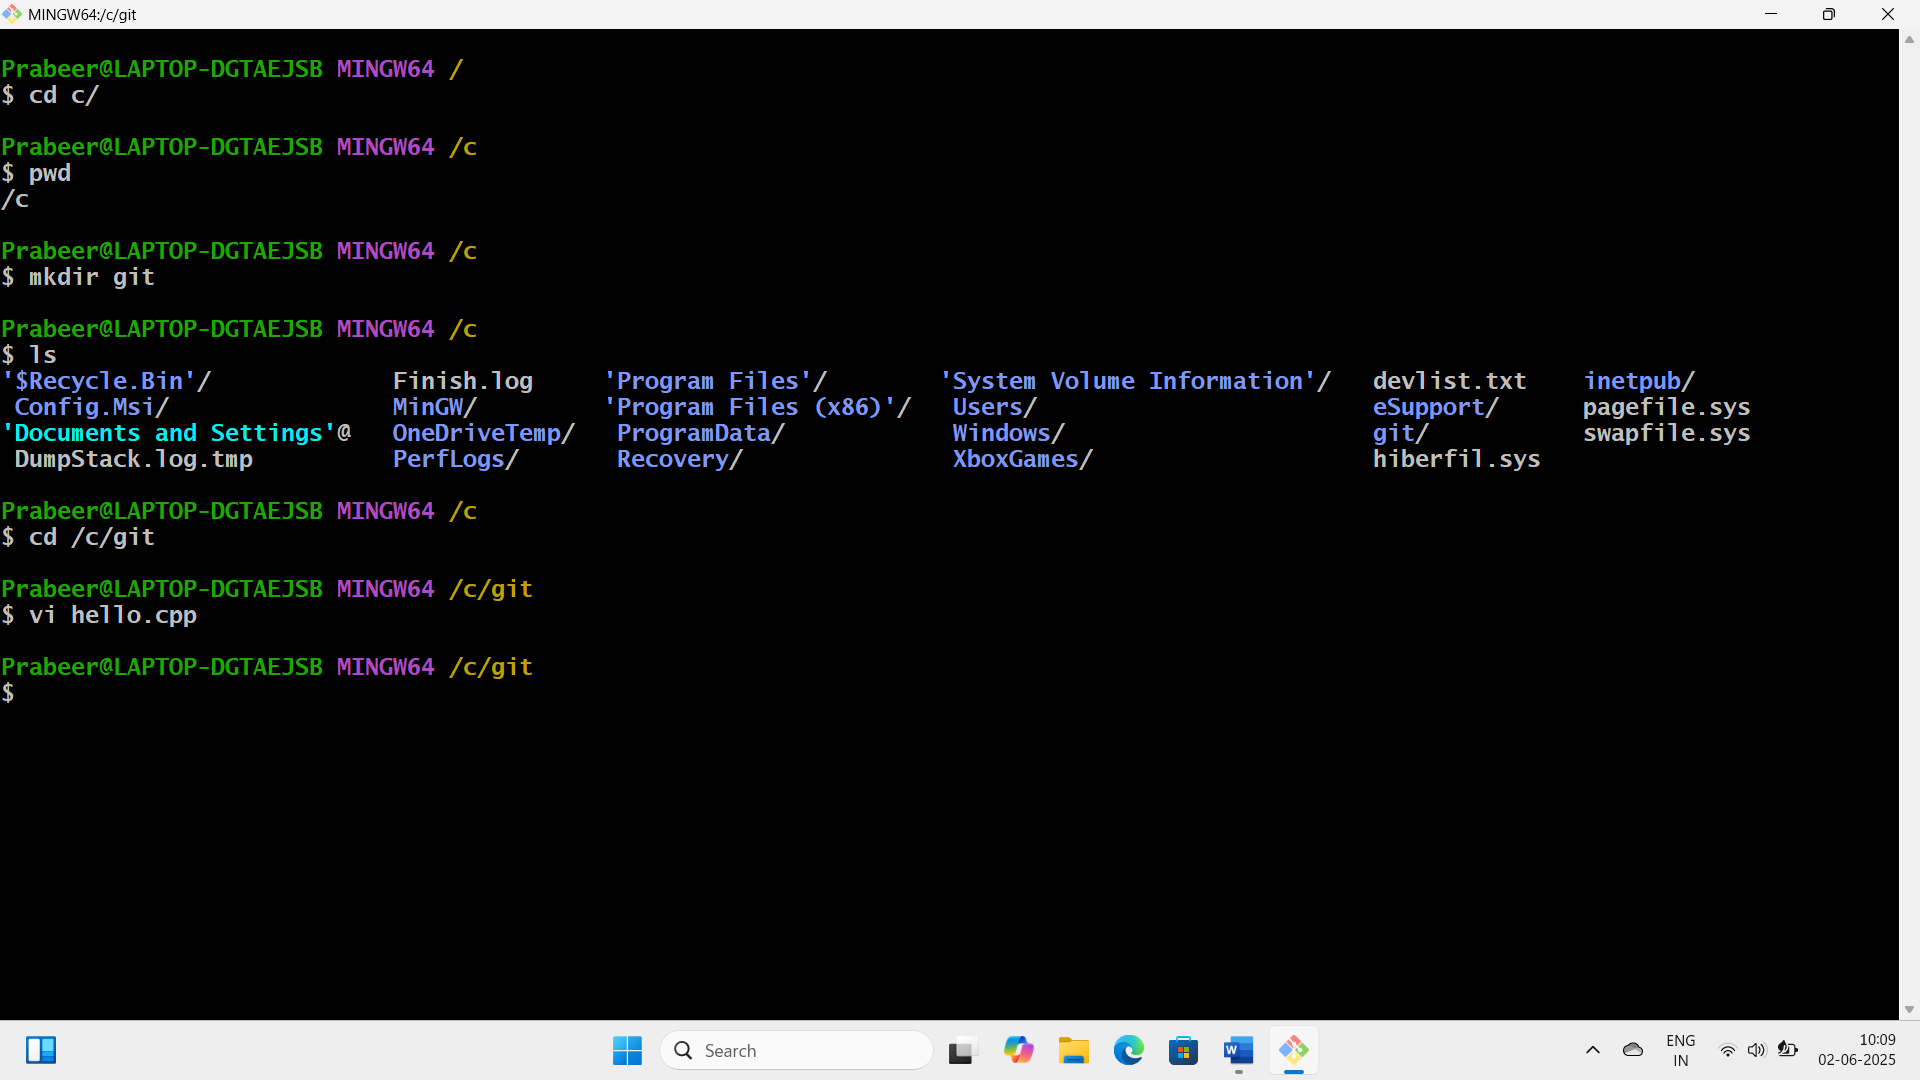 MINGW64:/c/git
Prabeer@LAPTOP-DGTAEJSB MINGW64 /
$ cd c/
Prabeer@LAPTOP-DGTAEJSB MINGW64 /c
$ pwd
/c
Prabeer@LAPTOP-DGTAEJSB MINGW64 /c
$ mkdir git
Prabeer@LAPTOP-DGTAEJSB MINGW64 /c
$ ls
'$Recycle.Bin'/ Finish.log 'Program Files'/ 'System Volume Information'/ devlist.txt inetpub/
Config.Msi/ MinGW/ 'Program Files (x86)'/ Users/ eSupport/ pagefile.sys
'Documents and Settings'@ OneDriveTemp/ ProgramData/ Windows/ git/ swapfile.sys
DumpStack.log.tmp PerfLogs/ Recovery/ XboxGames/ hiberfil.sys
Prabeer@LAPTOP-DGTAEJSB MINGW64 /c
$ cd /c/git
Prabeer@LAPTOP-DGTAEJSB MINGW64 /c/git
$ vi hello.cpp
Prabeer@LAPTOP-DGTAEJSB MINGW64 /c/git
$
Search
W
ENG
IN
10:09
02-06-2025